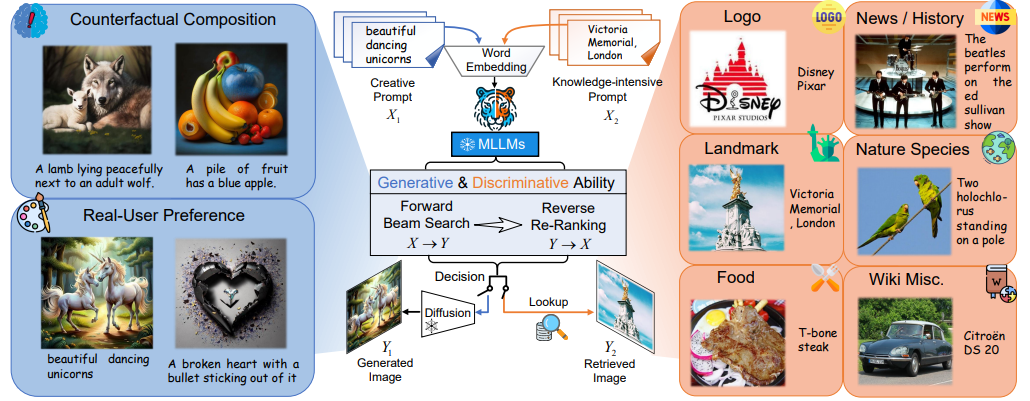 Counterfactual Composition
A lamb lying peacefully
next to an adult wolf.
A pile of fruit
has a blue apple.
Real-User Preference
beautiful dancing
unicorns
A broken heart with a
bullet sticking out of it
beautiful
dancing
unicorns
Creative
Prompt
X₁
Word
Embedding
Victoria
Memorial,
London
Knowledge-intensive
Prompt
X₂
MLLMs
Generative & Discriminative Ability
Forward
Beam Search
X → Y
Reverse
Re-Ranking
Y → X
Decision
Diffusion
Lookup
Y₁
Generated
Image
Y₂
Retrieved
Image
Logo
LOGO
Disney
PIXAR STUDIOS
Disney
Pixar
News / History
NEWS
The
beatles
perform
on the
ed
sullivan
show
Landmark
Victoria
Memorial
, London
Nature Species
Two
holochlo-
rus
standing
on a pole
Food
T-bone
steak
Wiki Misc.
W
Citroën
DS 20